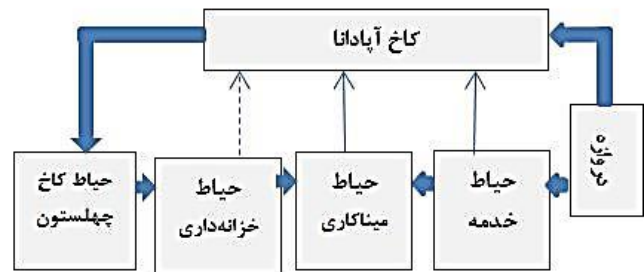 کاخ آپادانا
دروازه
حیاط
خدمه
حیاط
میناکاری
حیاط
خزانه‌داری
حیاط کاخ
چهلستون